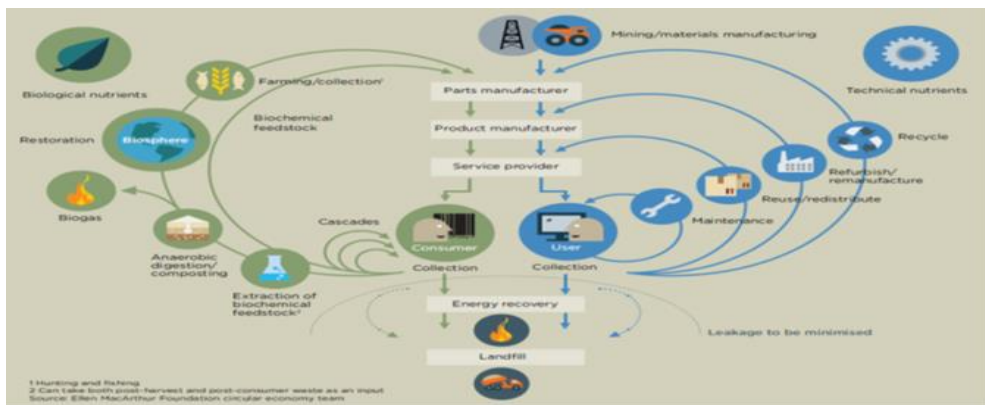 Mining/materials manufacturing
Biological nutrients
Farming/collection¹
Technical nutrients
Parts manufacturer
Biochemical
feedstock
Product manufacturer
Restoration
Biosphere
Recycle
Service provider
Refurbish/
remanufacture
Reuse/redistribute
Biogas
Cascades
Maintenance
Consumer
User
Anaerobic
digestion/
composting
Collection
Collection
Extraction of
biochemical
feedstock²
Energy recovery
Leakage to be minimised
Landfill
1 Hunting and fishing
2 Can take both post-harvest and post-consumer waste as an input
Source: Ellen MacArthur Foundation circular economy team